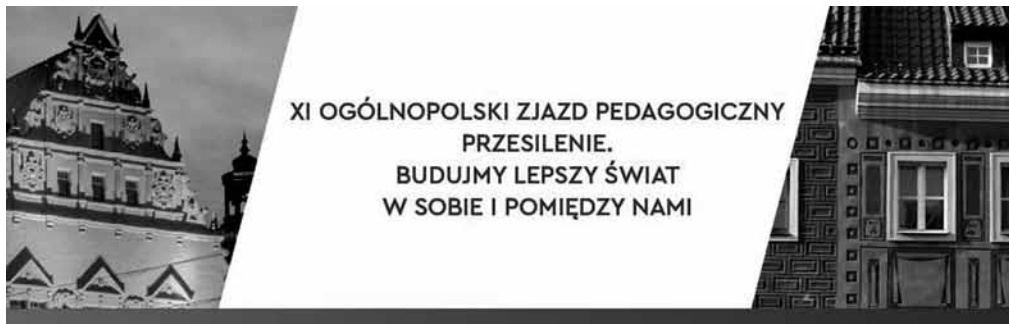 XI OGÓLNOPOLSKI ZJAZD PEDAGOGICZNY
PRZESILENIE.
BUDUJMY LEPSZY ŚWIAT
W SOBIE I POMIĘDZY NAMI